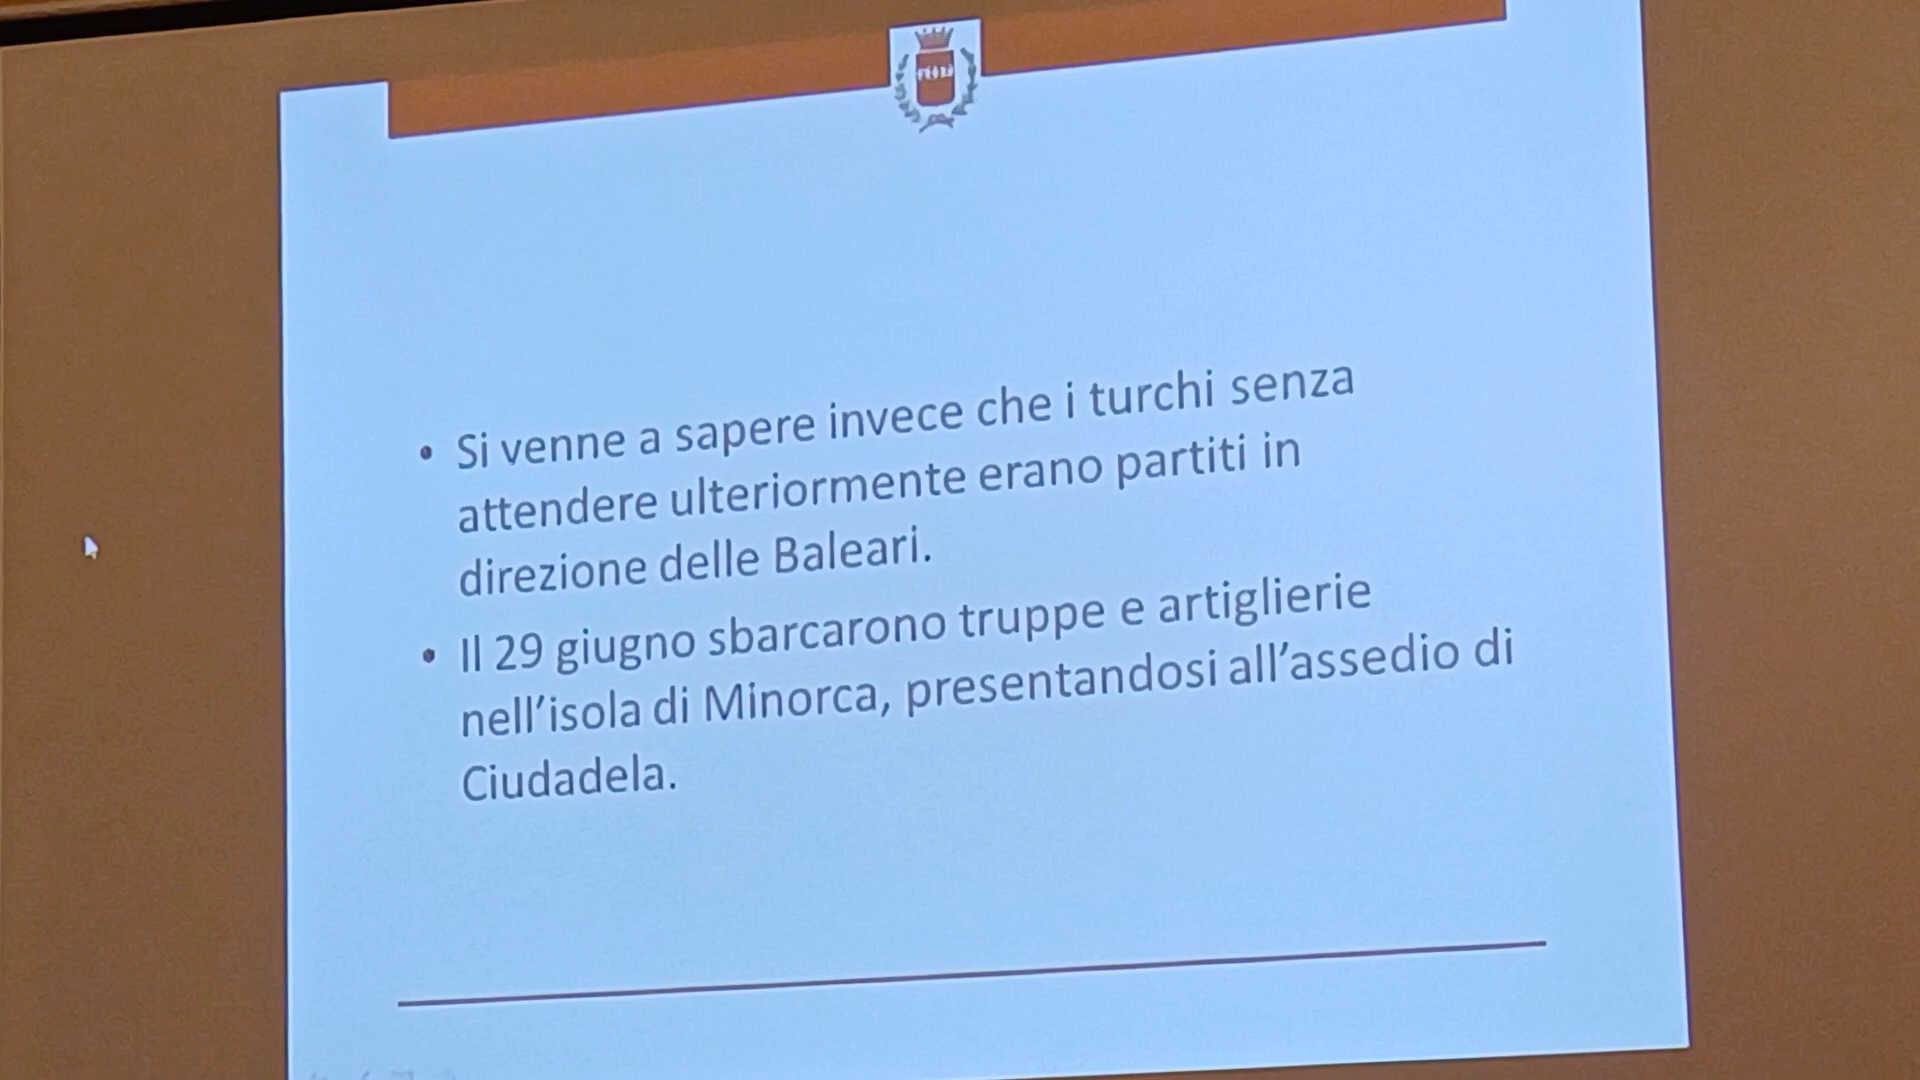 • Si venne a sapere invece che i turchi senza
attendere ulteriormente erano partiti in
direzione delle Baleari.
• Il 29 giugno sbarcarono truppe e artiglierie
nell’isola di Minorca, presentandosi all’assedio di
Ciudadela.